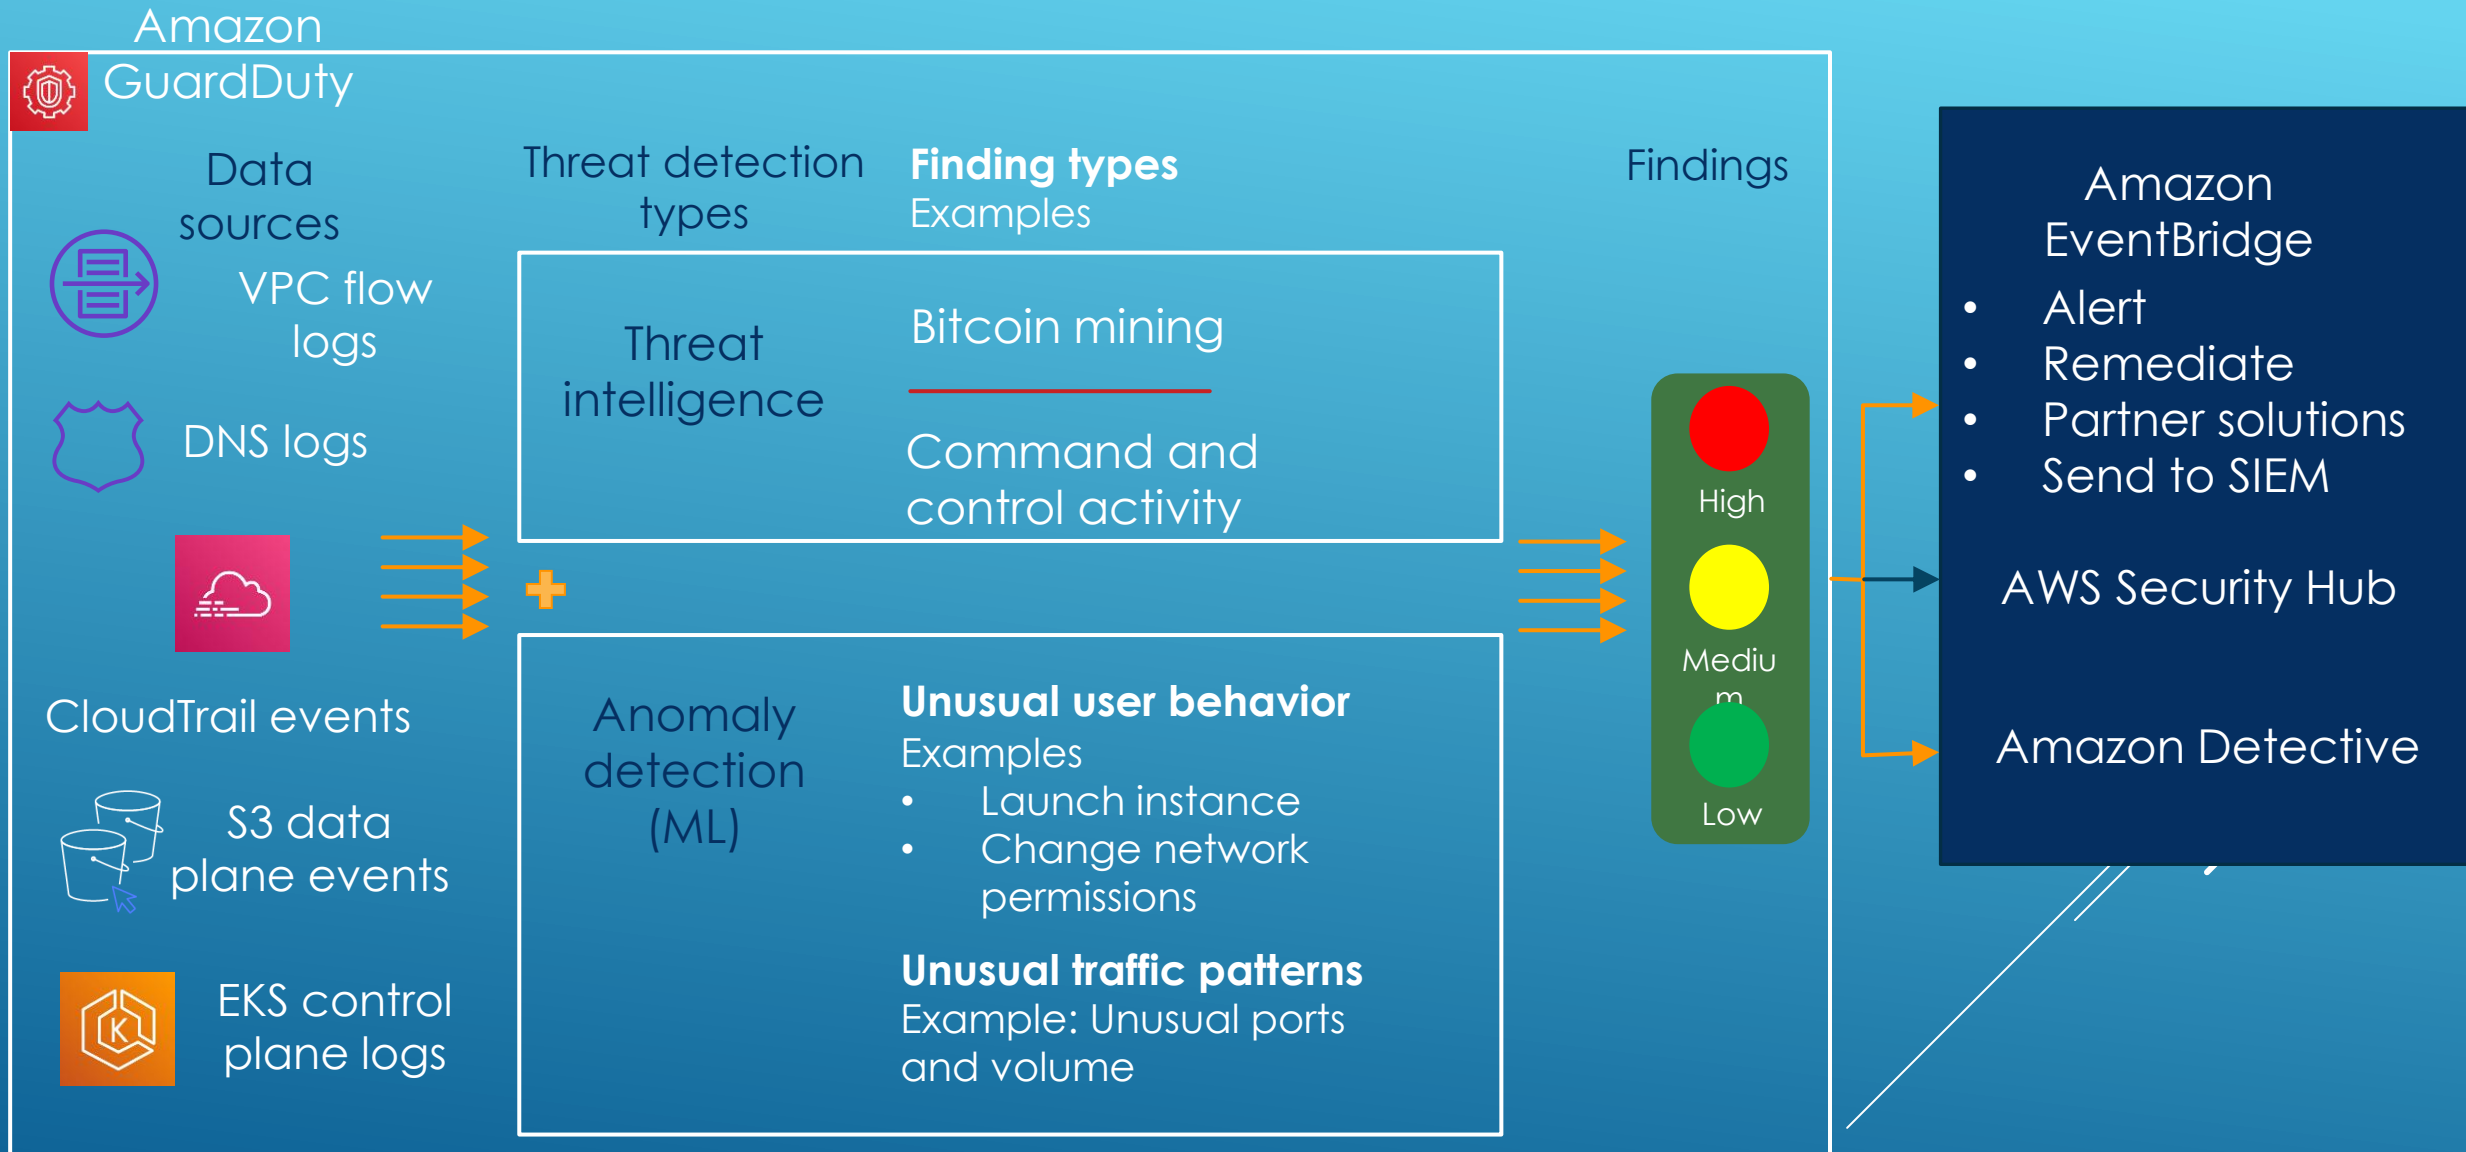 Amazon
GuardDuty
Data
sources
VPC flow
logs
DNS logs
CloudTrail events
S3 data
plane events
EKS control
plane logs
K
Threat detection
types
Finding types
Examples
Threat
intelligence
Bitcoin mining
Command and
control activity
Anomaly
detection
(ML)
Unusual user behavior
Examples
• Launch instance
• Change network
permissions
Unusual traffic patterns
Example: Unusual ports
and volume
Findings
High
Mediu
m
Low
Amazon
EventBridge
• Alert
• Remediate
• Partner solutions
• Send to SIEM
AWS Security Hub
Amazon Detective